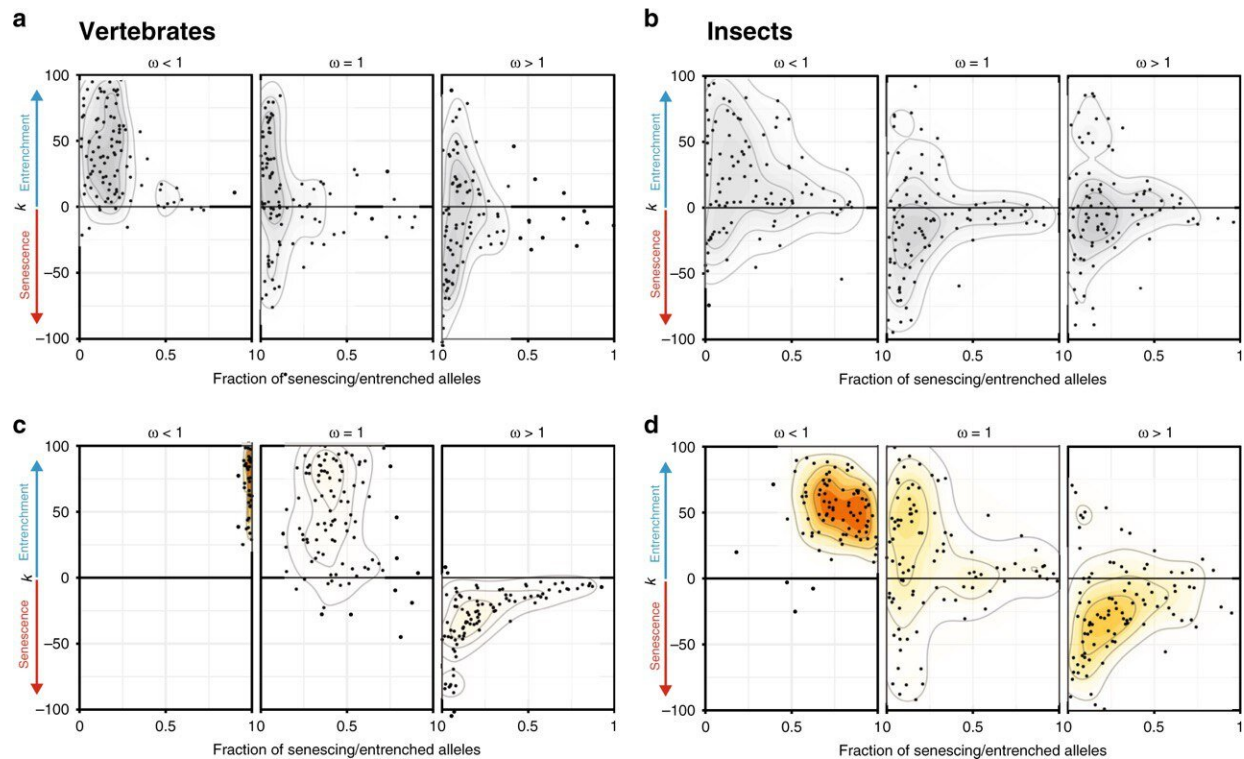 a Vertebrates
ω < 1 ω = 1 ω > 1
100
50
0
−50
−100
Entrenchment
k
Senescence
0 0.5 10 0.5 10 0.5 1
Fraction of senescing/entrenched alleles
b Insects
ω < 1 ω = 1 ω > 1
100
50
0
−50
−100
Entrenchment
k
Senescence
0 0.5 10 0.5 10 0.5 1
Fraction of senescing/entrenched alleles
c
ω < 1 ω = 1 ω > 1
100
50
0
−50
−100
Entrenchment
k
Senescence
0 0.5 10 0.5 10 0.5 1
Fraction of senescing/entrenched alleles
d
ω < 1 ω = 1 ω > 1
100
50
0
−50
−100
Entrenchment
k
Senescence
0 0.5 10 0.5 10 0.5 1
Fraction of senescing/entrenched alleles